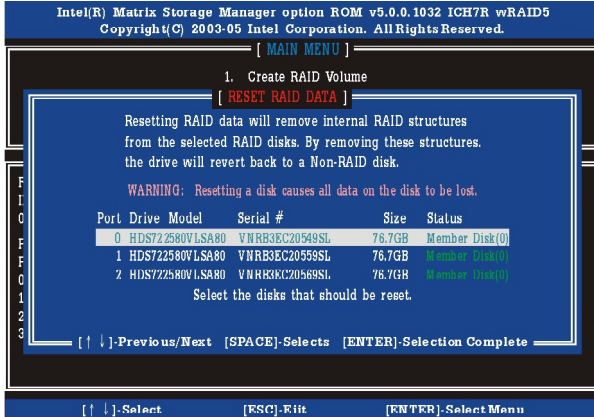 Intel(R) Matrix Storage Manager option ROM v5.0.0.1032 ICH7R wRAID5
Copyright(C) 2003-05 Intel Corporation. All Rights Reserved.
[ MAIN MENU ]
1. Create RAID Volume
[ RESET RAID DATA ]
Resetting RAID data will remove internal RAID structures
from the selected RAID disks. By removing these structures.
the drive will revert back to a Non-RAID disk.
WARNING: Resetting a disk causes all data on the disk to be lost.
Port Drive Model Serial # Size Status
0 HDS722580VLSA80 VNRB3EC20549SL 76.7GB Member Disk(0)
1 HDS722580VLSA80 VNRB3EC20559SL 76.7GB Member Disk(0)
2 HDS722580VLSA80 VNRB3EC20569SL 76.7GB Member Disk(0)
Select the disks that should be reset.
[↑ ↓]-Previous/Next [SPACE]-Selects [ENTER]-Selection Complete
[↑ ↓]-Select [ESC]-Eiit [ENTER]-Select Menu